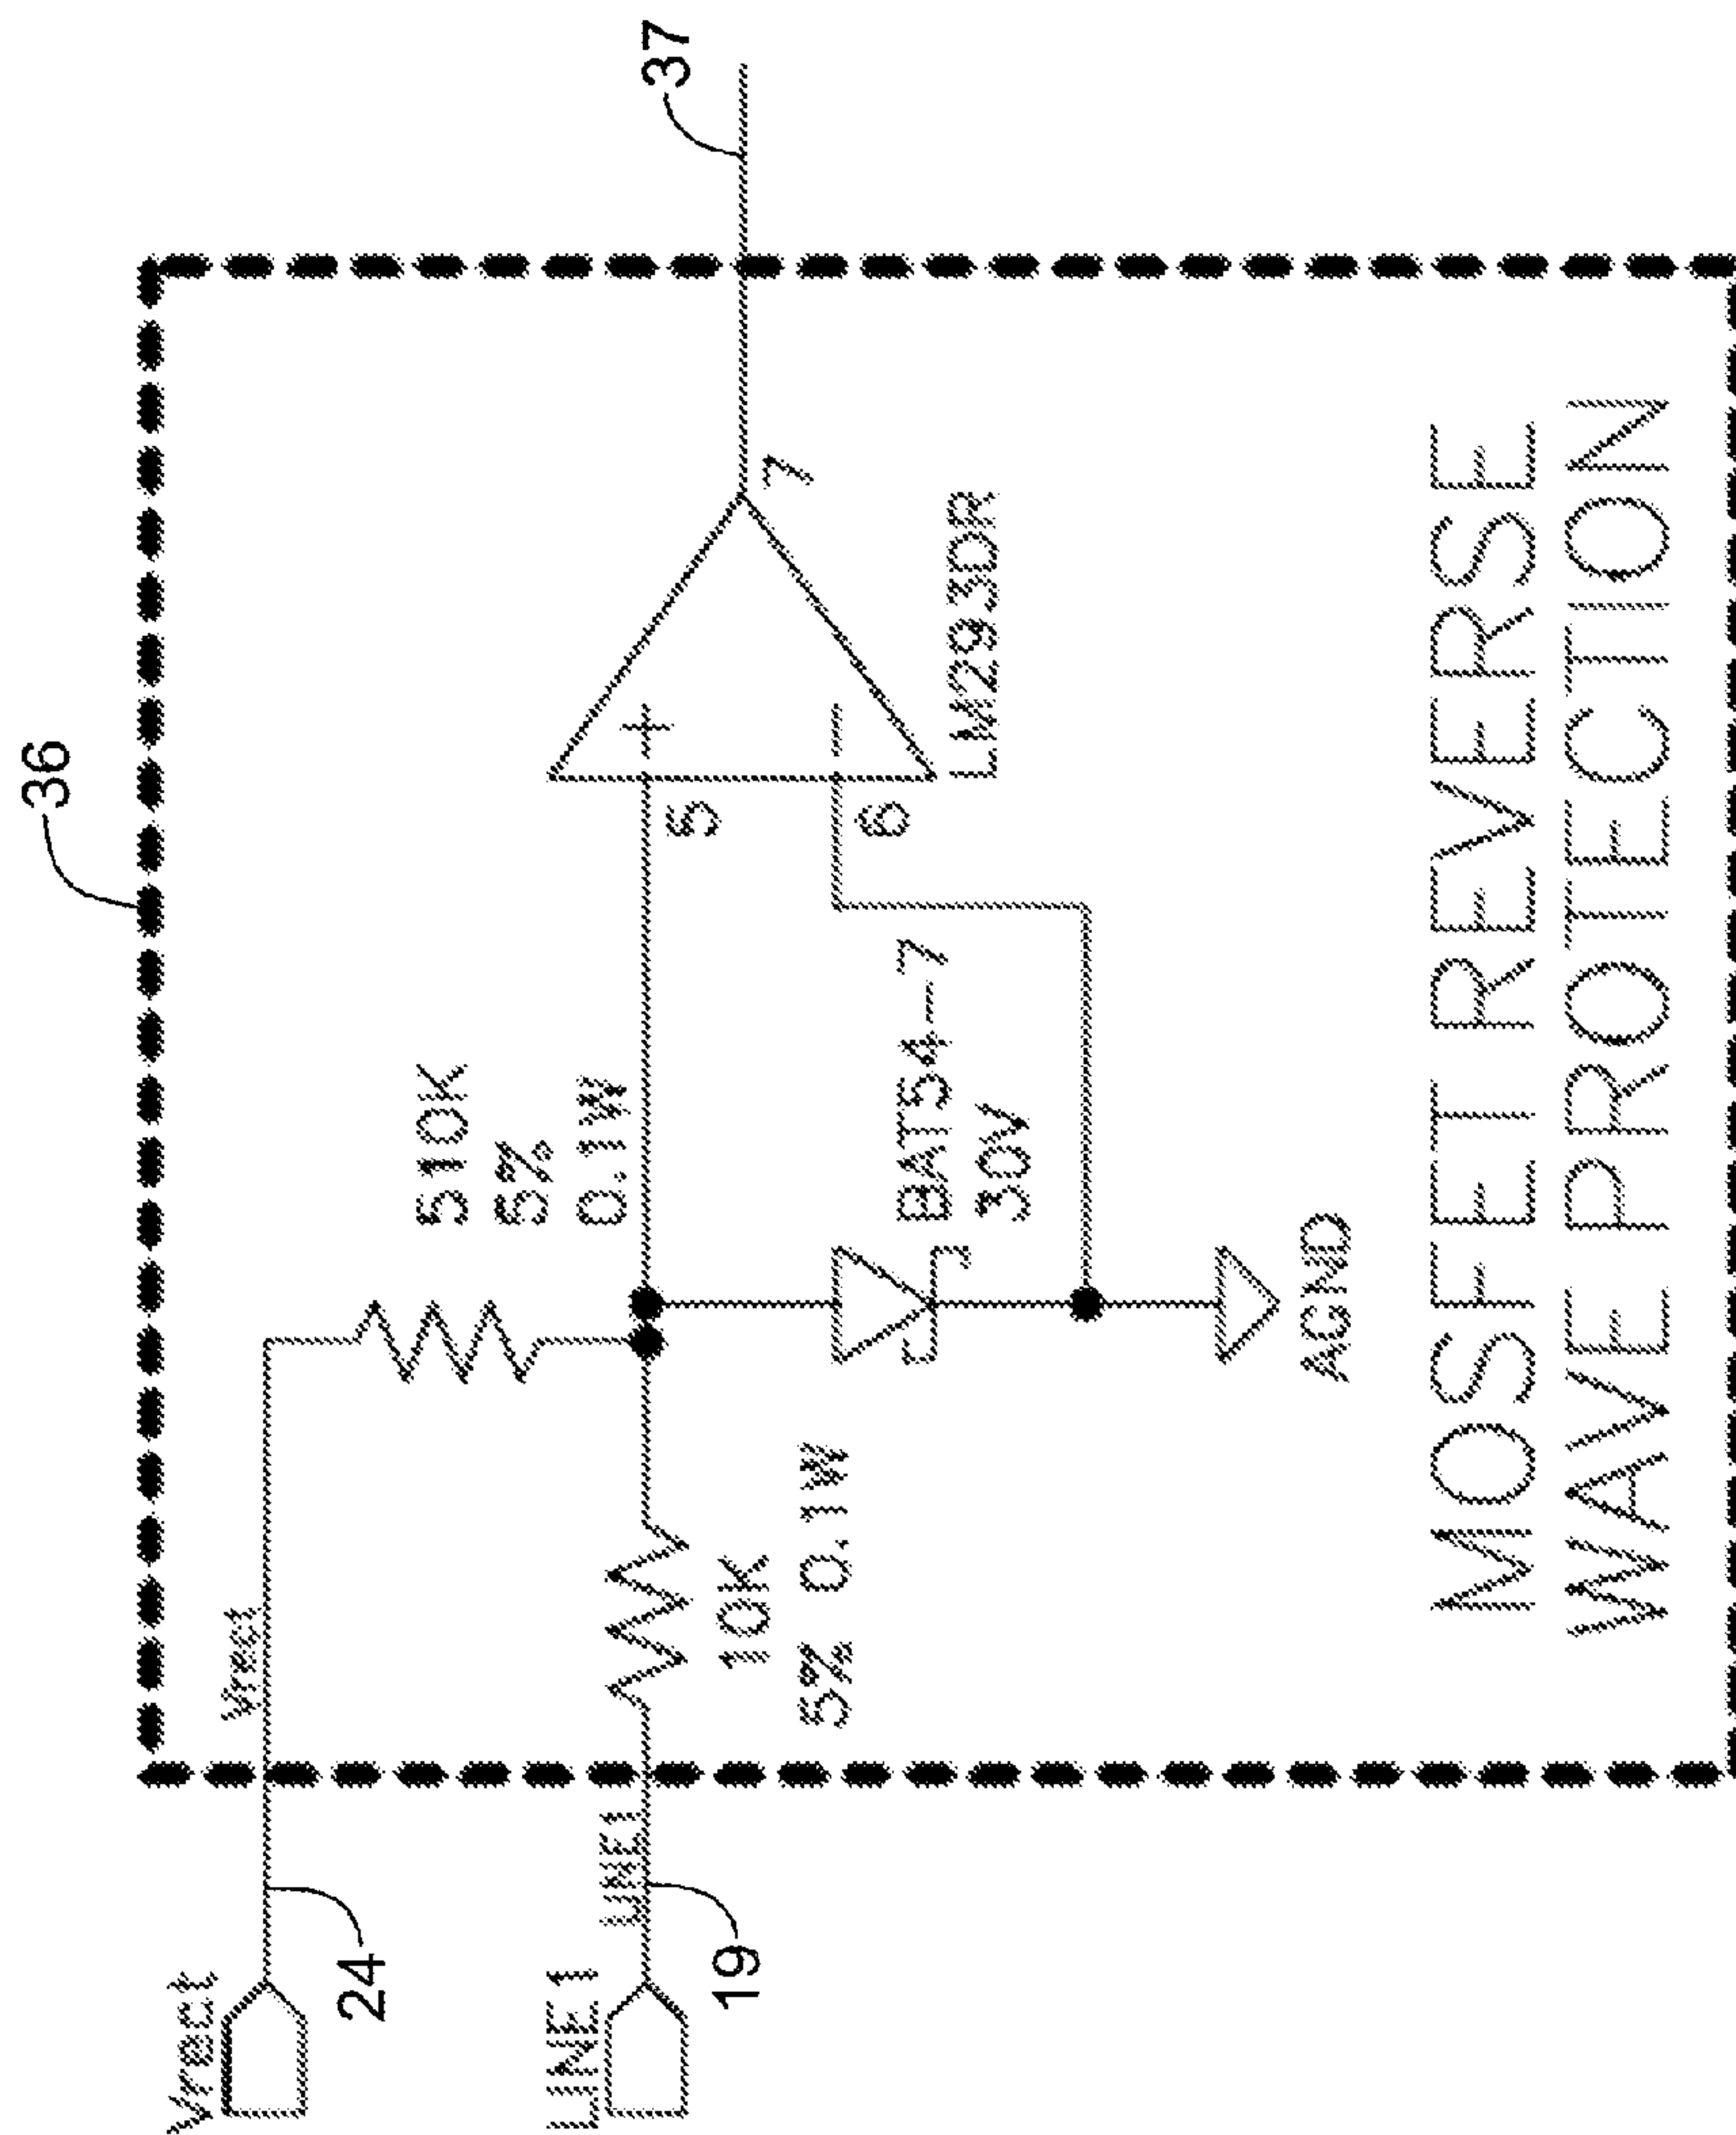 36
37
Vrect
24
Vrect
510K
5%
0.1W
LINE1
LINE1
19
10K
5% 0.1W
5
6
7
LM293DR
BAT54-7
30V
AGND
MOSFET REVERSE
WAVE PROTECTION